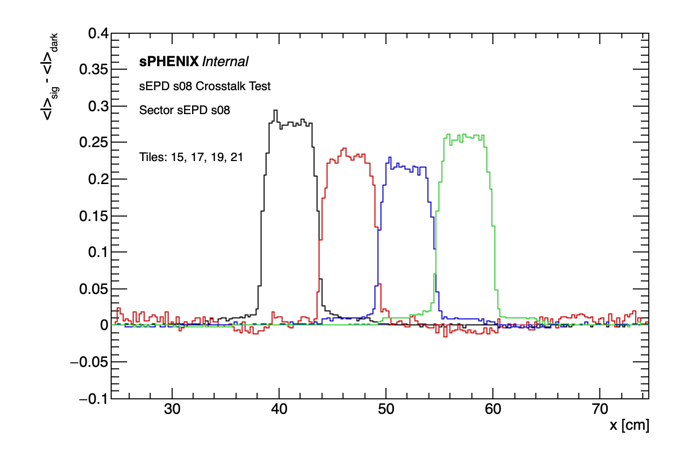 <I>sig - <I>dark
0.4
0.35
0.3
0.25
0.2
0.15
0.1
0.05
0
−0.05
−0.1
sPHENIX Internal
sEPD s08 Crosstalk Test
Sector sEPD s08
Tiles: 15, 17, 19, 21
30 40 50 60 70
x [cm]